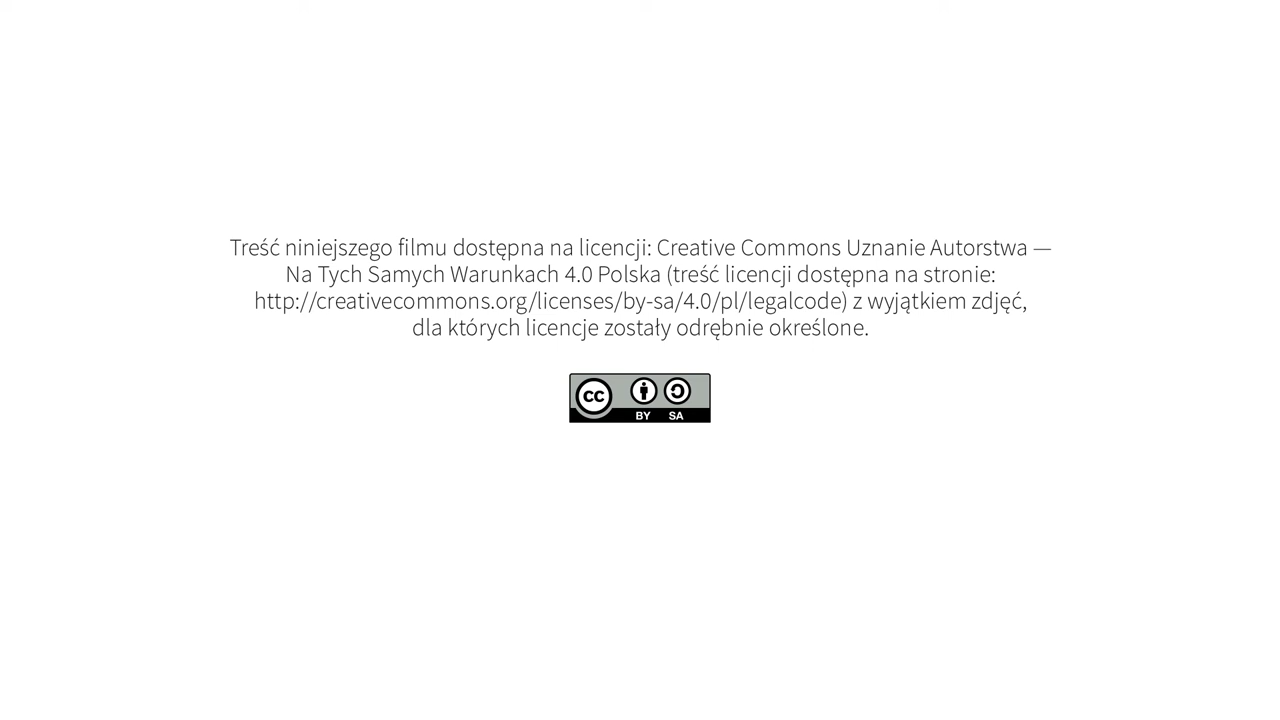 Treść niniejszego filmu dostępna na licencji: Creative Commons Uznanie Autorstwa —
Na Tych Samych Warunkach 4.0 Polska (treść licencji dostępna na stronie:
http://creativecommons.org/licenses/by-sa/4.0/pl/legalcode) z wyjątkiem zdjęć,
dla których licencje zostały odrębnie określone.
cc
BY SA